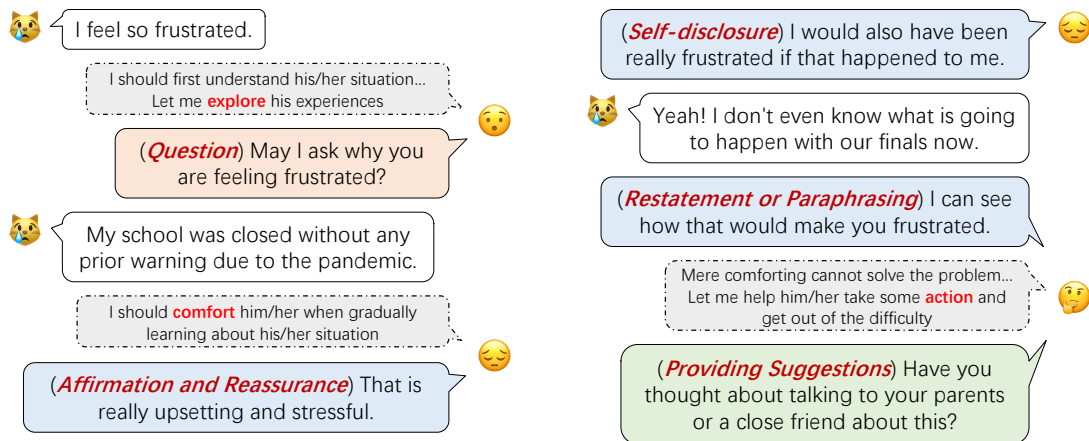 I feel so frustrated.
I should first understand his/her situation...
Let me explore his experiences
(Question) May I ask why you
are feeling frustrated?
My school was closed without any
prior warning due to the pandemic.
I should comfort him/her when gradually
learning about his/her situation
(Affirmation and Reassurance) That is
really upsetting and stressful.
(Self-disclosure) I would also have been
really frustrated if that happened to me.
Yeah! I don't even know what is going
to happen with our finals now.
(Restatement or Paraphrasing) I can see
how that would make you frustrated.
Mere comforting cannot solve the problem...
Let me help him/her take some action and
get out of the difficulty
(Providing Suggestions) Have you
thought about talking to your parents
or a close friend about this?